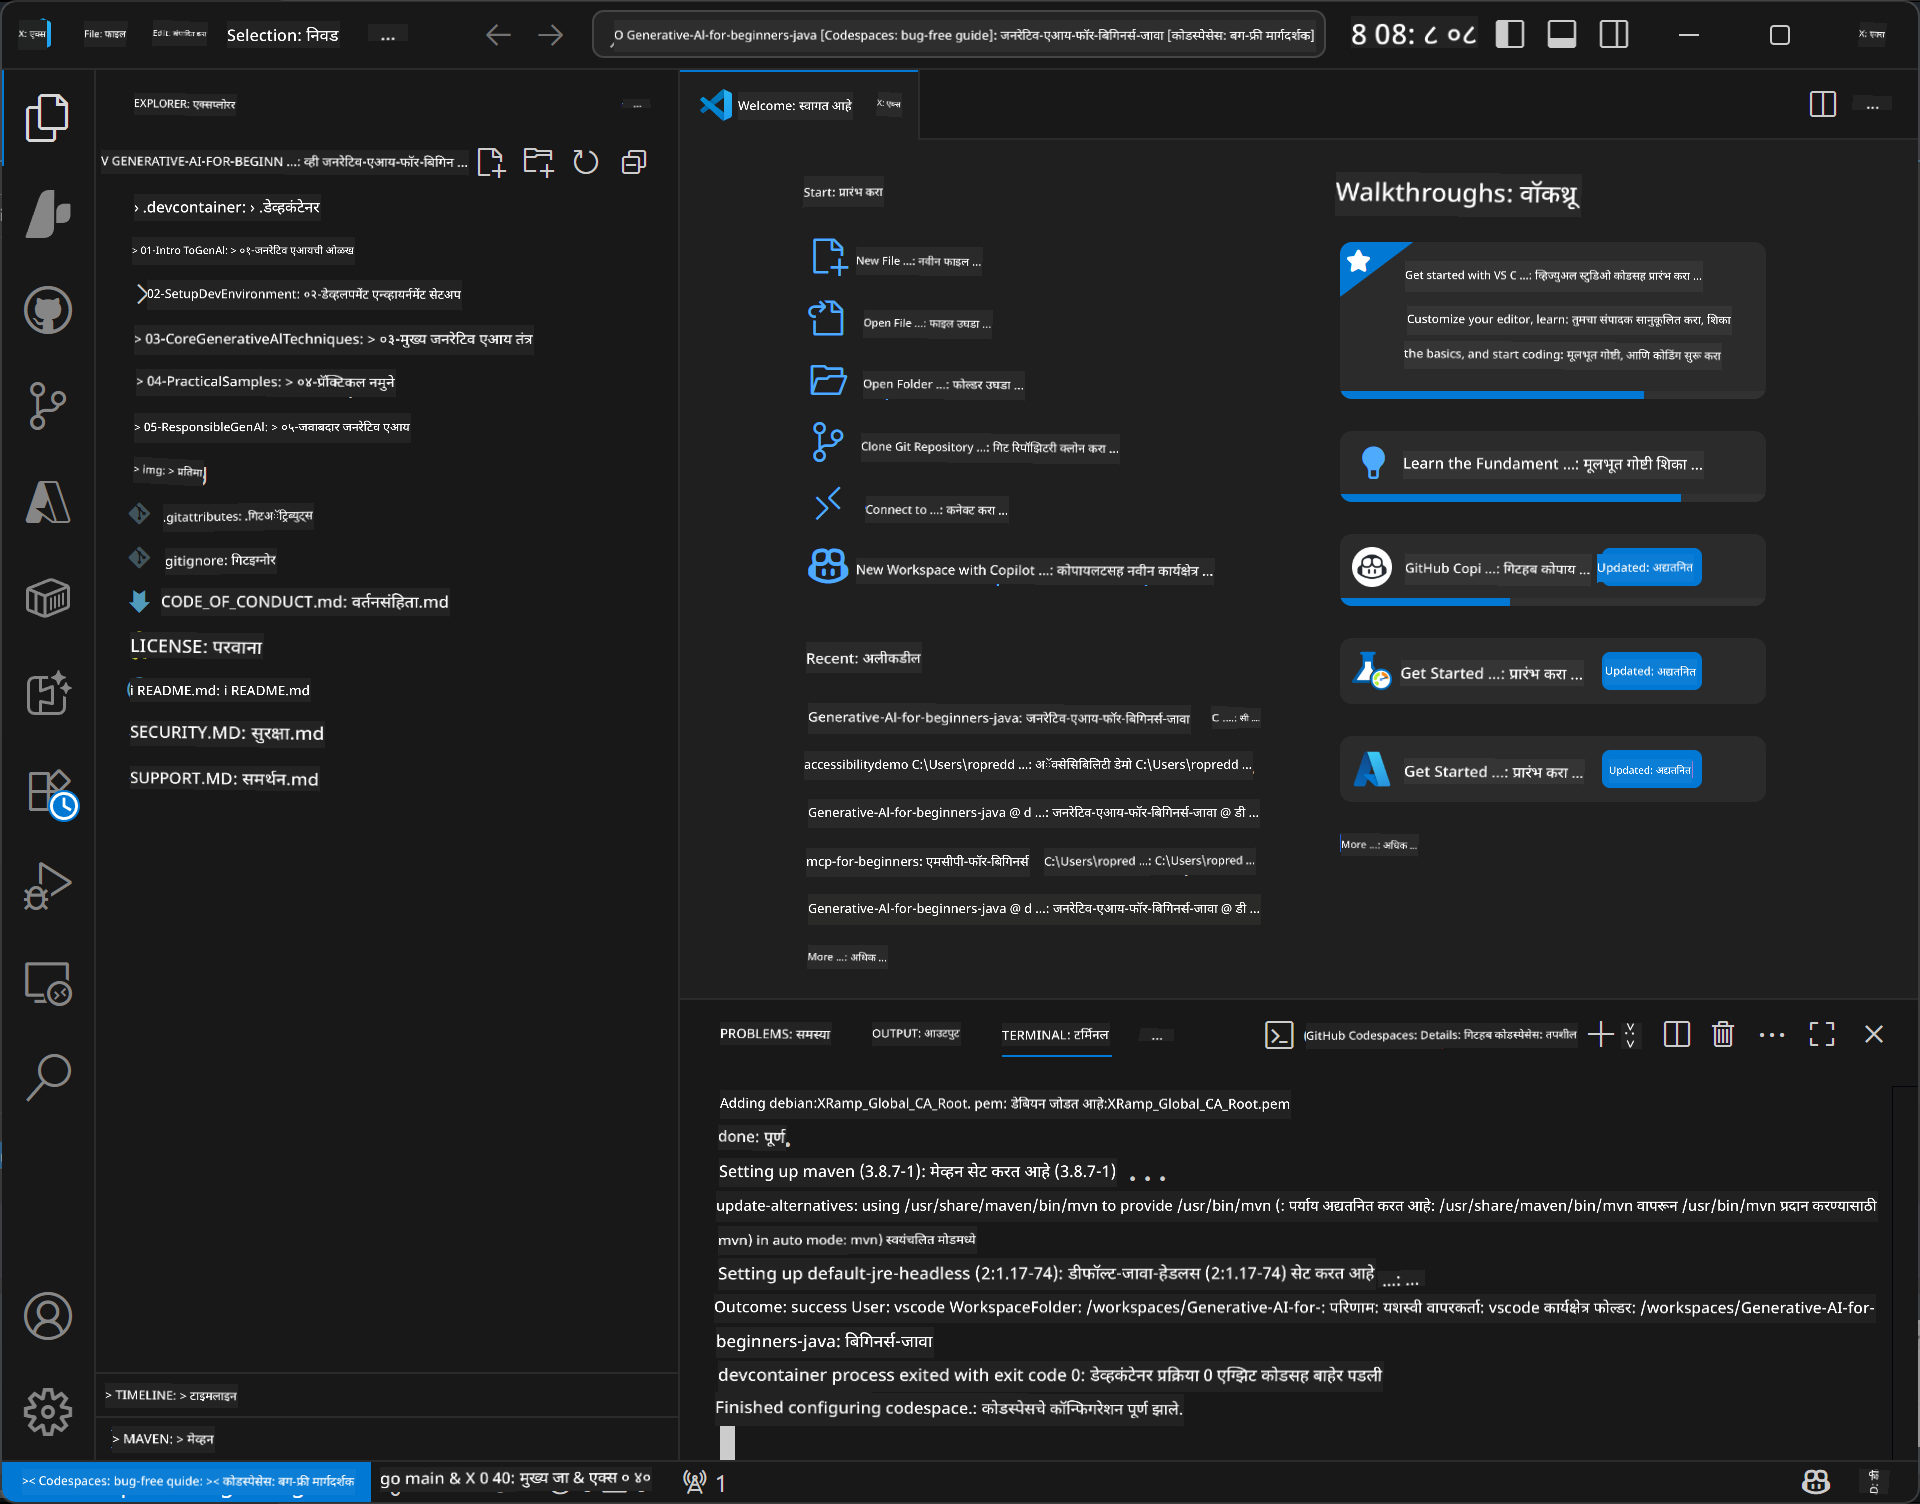 X: एक्स
File: फाइल
Edit: संपादित करा
Selection: निवड
...
O Generative-AI-for-beginners-java [Codespaces: bug-free guide]: जनरेटिव-एआय-फॉर-बिगिनर्स-जावा [कोडस्पेसेस: बग-फ्री मार्गदर्शक]
8 08: ८ ०८
X: एक्स
EXPLORER: एक्सप्लोरर
...
V GENERATIVE-AI-FOR-BEGINN ...: व्ही जनरेटिव-एआय-फॉर-बिगिन ...
› .devcontainer: › .डेव्हकंटेनर
> 01-Intro ToGenAI: > ०१-जनरेटिव एआयची ओळख
02-SetupDevEnvironment: ०२-डेव्हलपमेंट एन्व्हायर्नमेंट सेटअप
> 03-CoreGenerativeAITechniques: > ०३-मुख्य जनरेटिव एआय तंत्र
> 04-PracticalSamples: > ०४-प्रॅक्टिकल नमुने
> 05-ResponsibleGenAI: > ०५-जवाबदार जनरेटिव एआय
> img: > प्रतिमा
.gitattributes: .गिटअॅट्रिब्युट्स
gitignore: गिटइग्नोर
CODE_OF_CONDUCT.md: वर्तनसंहिता.md
LICENSE: परवाना
i README.md: i README.md
SECURITY.MD: सुरक्षा.md
SUPPORT.MD: समर्थन.md
> TIMELINE: > टाइमलाइन
> MAVEN: > मेव्हन
Welcome: स्वागत आहे
X: एक्स
...
Start: प्रारंभ करा
New File ...: नवीन फाइल ...
Open File ...: फाइल उघडा ...
Open Folder ...: फोल्डर उघडा ...
Clone Git Repository ...: गिट रिपॉझिटरी क्लोन करा ...
Connect to ...: कनेक्ट करा ...
New Workspace with Copilot ...: कोपायलटसह नवीन कार्यक्षेत्र ...
Recent: अलीकडील
Generative-AI-for-beginners-java: जनरेटिव-एआय-फॉर-बिगिनर्स-जावा C ....: सी ....
accessibilitydemo C:\Users\ropredd ...: अॅक्सेसिबिलिटी डेमो C:\Users\ropredd ...
Generative-AI-for-beginners-java @ d ...: जनरेटिव-एआय-फॉर-बिगिनर्स-जावा @ डी ...
mcp-for-beginners: एमसीपी-फॉर-बिगिनर्स C:\Users\ropred ...: C:\Users\ropred ...
Generative-AI-for-beginners-java @ d ...: जनरेटिव-एआय-फॉर-बिगिनर्स-जावा @ डी ...
More ...: अधिक ...
Walkthroughs: वॉकथ्रू
Get started with VS C ...: व्हिज्युअल स्टुडिओ कोडसह प्रारंभ करा ...
Customize your editor, learn: तुमचा संपादक सानुकूलित करा, शिका
the basics, and start coding: मूलभूत गोष्टी, आणि कोडिंग सुरू करा
Learn the Fundament ...: मूलभूत गोष्टी शिका ...
GitHub Copi ...: गिटहब कोपाय ... Updated: अद्यतनित
Get Started ...: प्रारंभ करा ... Updated: अद्यतनित
Get Started ...: प्रारंभ करा ... Updated: अद्यतनित
More ...: अधिक ...
PROBLEMS: समस्या
OUTPUT: आउटपुट
TERMINAL: टर्मिनल
...
GitHub Codespaces: Details: गिटहब कोडस्पेसेस: तपशील
Adding debian:XRamp_Global_CA_Root. pem: डेबियन जोडत आहे:XRamp_Global_CA_Root.pem
done: पूर्ण.
Setting up maven (3.8.7-1): मेव्हन सेट करत आहे (3.8.7-1) ...
update-alternatives: using /usr/share/maven/bin/mvn to provide /usr/bin/mvn (: पर्याय अद्यतनित करत आहे: /usr/share/maven/bin/mvn वापरून /usr/bin/mvn प्रदान करण्यासाठी
mvn) in auto mode: mvn) स्वयंचलित मोडमध्ये
Setting up default-jre-headless (2:1.17-74): डीफॉल्ट-जावा-हेडलस (2:1.17-74) सेट करत आहे ...: ...
Outcome: success User: vscode WorkspaceFolder: /workspaces/Generative-AI-for-: परिणाम: यशस्वी वापरकर्ता: vscode कार्यक्षेत्र फोल्डर: /workspaces/Generative-AI-for-
beginners-java: बिगिनर्स-जावा
devcontainer process exited with exit code 0: डेव्हकंटेनर प्रक्रिया 0 एग्झिट कोडसह बाहेर पडली
Finished configuring codespace.: कोडस्पेसचे कॉन्फिगरेशन पूर्ण झाले.
>< Codespaces: bug-free guide: >< कोडस्पेसेस: बग-फ्री मार्गदर्शक
go main & X 0 40: मुख्य जा & एक्स ० ४०
1